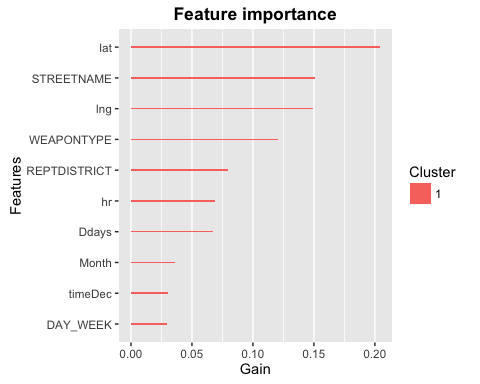 Feature importance
Features
lat
STREETNAME
lng
WEAPONTYPE
REPTDISTRICT
hr
Ddays
Month
timeDec
DAY_WEEK
0.00 0.05 0.10 0.15 0.20
Gain
Cluster
1